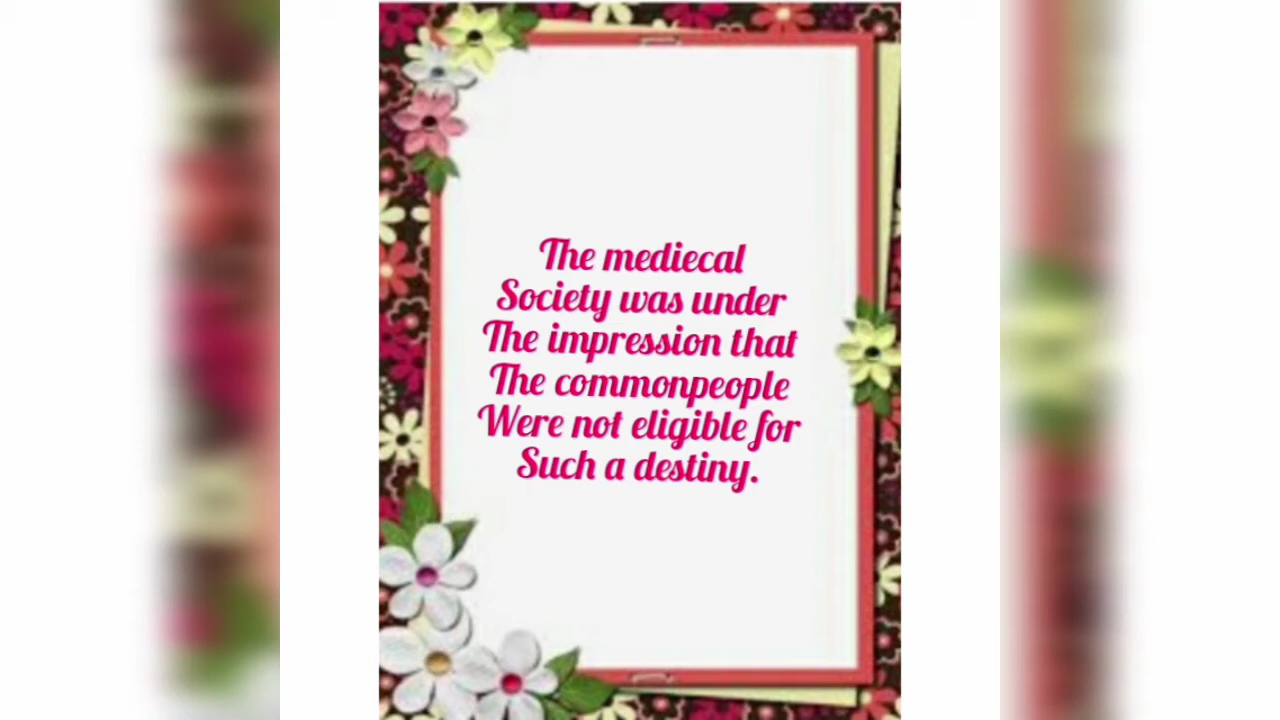 The mediecal
Society was under
The impression that
The commonpeople
Were not eligible for
Such a destiny.